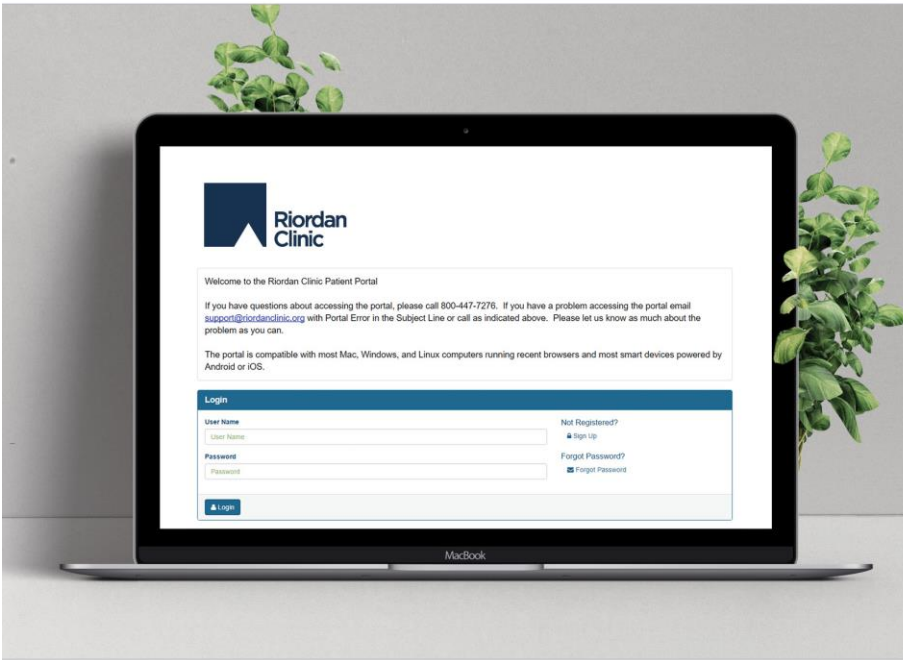 Riordan
Clinic
Welcome to the Riordan Clinic Patient Portal
If you have questions about accessing the portal, please call 800-447-7276. If you have a problem accessing the portal email
support@riordanclinic.org with Portal Error in the Subject Line or call as indicated above. Please let us know as much about the
problem as you can.
The portal is compatible with most Mac, Windows, and Linux computers running recent browsers and most smart devices powered by
Android or iOS.
Login
User Name
Not Registered?
User Name
Sign Up
Password
Forgot Password?
Password
Forgot Password
Login
MacBook